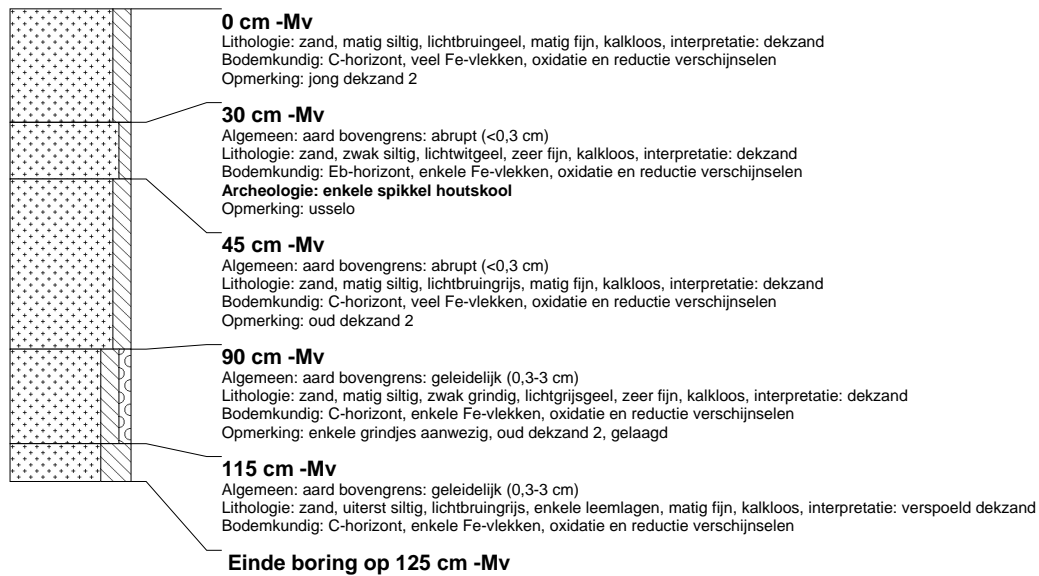 0 cm -Mv
Lithologie: zand, matig siltig, lichtbruingeel, matig fijn, kalkloos, interpretatie: dekzand
Bodemkundig: C-horizont, veel Fe-vlekken, oxidatie en reductie verschijnselen
Opmerking: jong dekzand 2
30 cm -Mv
Algemeen: aard bovengrens: abrupt (<0,3 cm)
Lithologie: zand, zwak siltig, lichtwitgeel, zeer fijn, kalkloos, interpretatie: dekzand
Bodemkundig: Eb-horizont, enkele Fe-vlekken, oxidatie en reductie verschijnselen
Archeologie: enkele spikkel houtskool
Opmerking: usselo
45 cm -Mv
Algemeen: aard bovengrens: abrupt (<0,3 cm)
Lithologie: zand, matig siltig, lichtbruingrijs, matig fijn, kalkloos, interpretatie: dekzand
Bodemkundig: C-horizont, veel Fe-vlekken, oxidatie en reductie verschijnselen
Opmerking: oud dekzand 2
90 cm -Mv
Algemeen: aard bovengrens: geleidelijk (0,3-3 cm)
Lithologie: zand, matig siltig, zwak grindig, lichtgrijsgeel, zeer fijn, kalkloos, interpretatie: dekzand
Bodemkundig: C-horizont, enkele Fe-vlekken, oxidatie en reductie verschijnselen
Opmerking: enkele grindjes aanwezig, oud dekzand 2, gelaagd
115 cm -Mv
Algemeen: aard bovengrens: geleidelijk (0,3-3 cm)
Lithologie: zand, uiterst siltig, lichtbruingrijs, enkele leemlagen, matig fijn, kalkloos, interpretatie: verspoeld dekzand
Bodemkundig: C-horizont, enkele Fe-vlekken, oxidatie en reductie verschijnselen
Einde boring op 125 cm -Mv